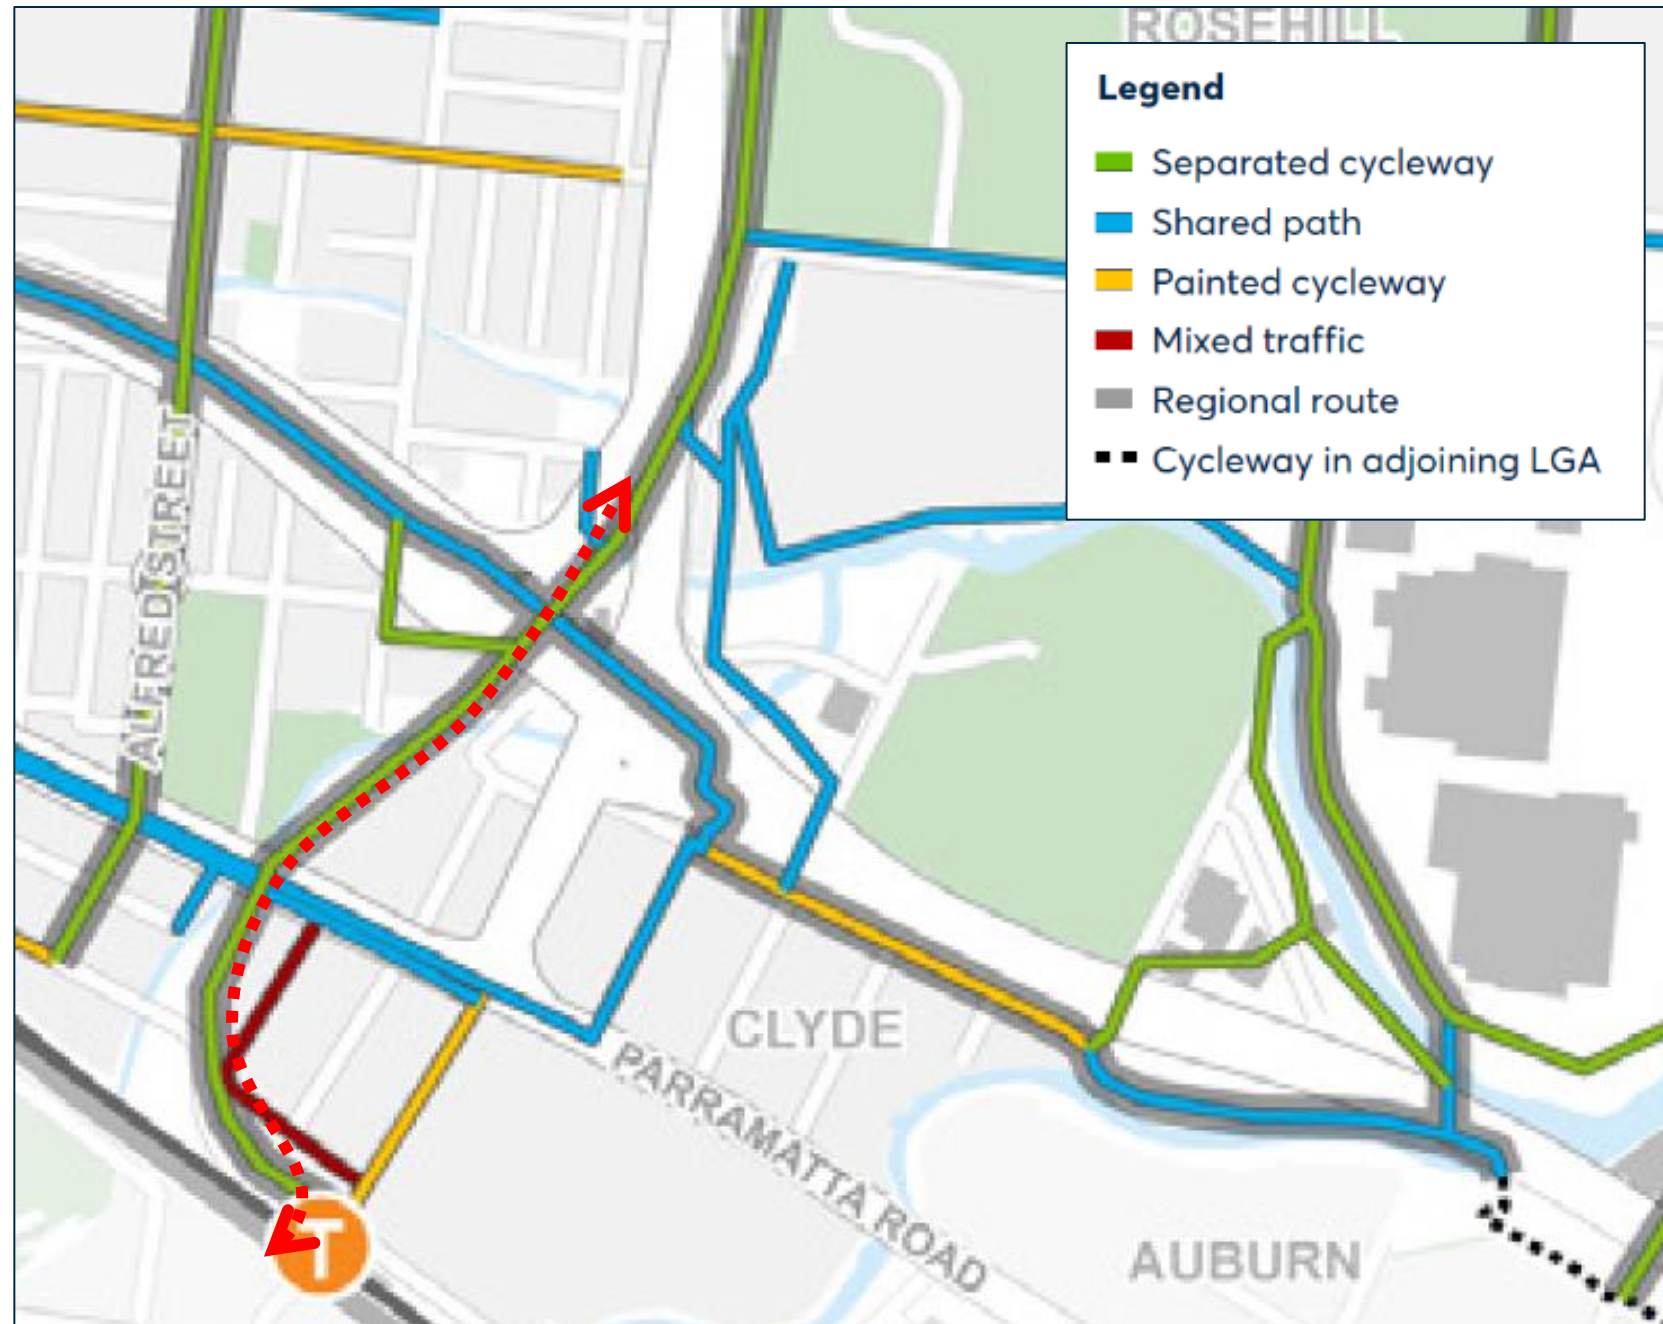 ROSEHILL
Legend
Separated cycleway
Shared path
Painted cycleway
Mixed traffic
Regional route
Cycleway in adjoining LGA
ALFRED STREET
CLYDE
PARRAMATTA ROAD
AUBURN
T